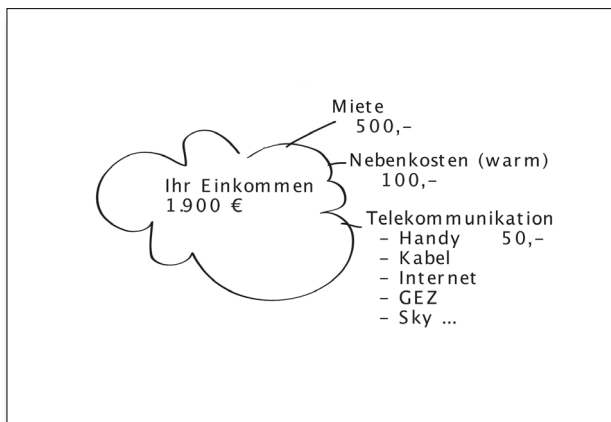 Miete
500,-
Nebenkosten (warm)
100,-
Ihr Einkommen
1.900 €
Telekommunikation
– Handy 50,-
– Kabel
– Internet
– GEZ
– Sky ...